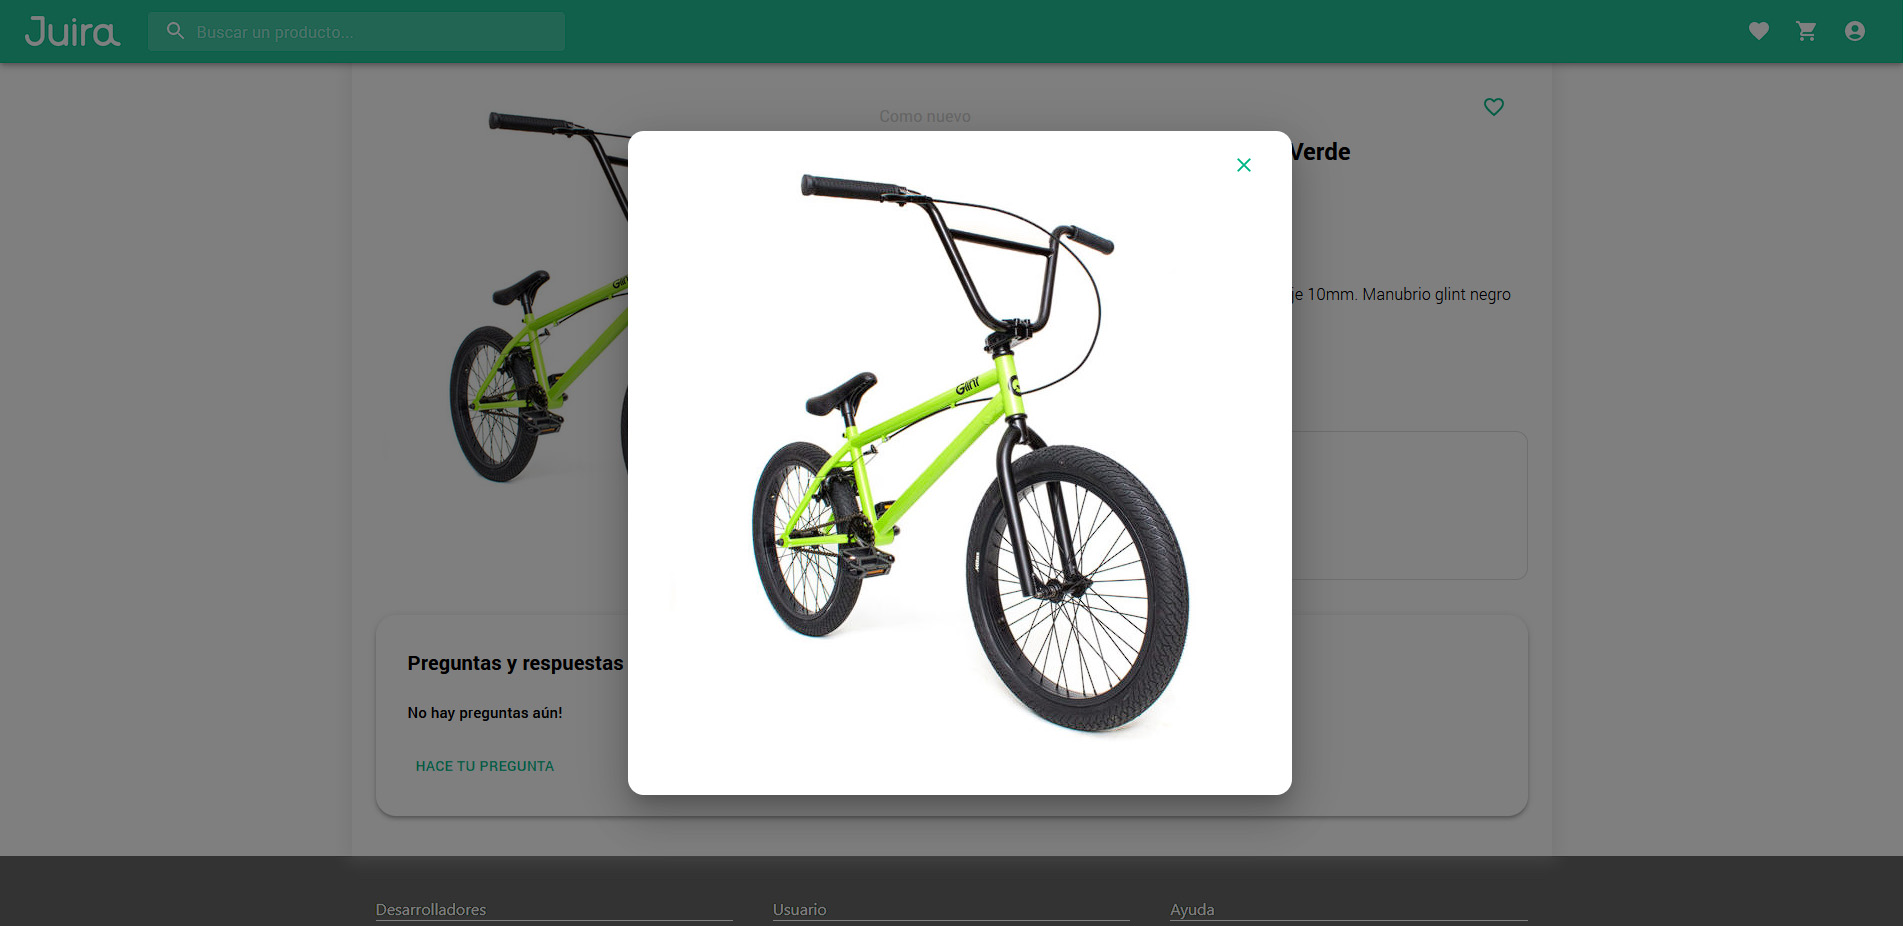 Juira
Buscar un producto...
Como nuevo
Verde
je 10mm. Manubrio glint negro
Glint
Preguntas y respuestas
No hay preguntas aún!
HACE TU PREGUNTA
Desarrolladores
Usuario
Ayuda